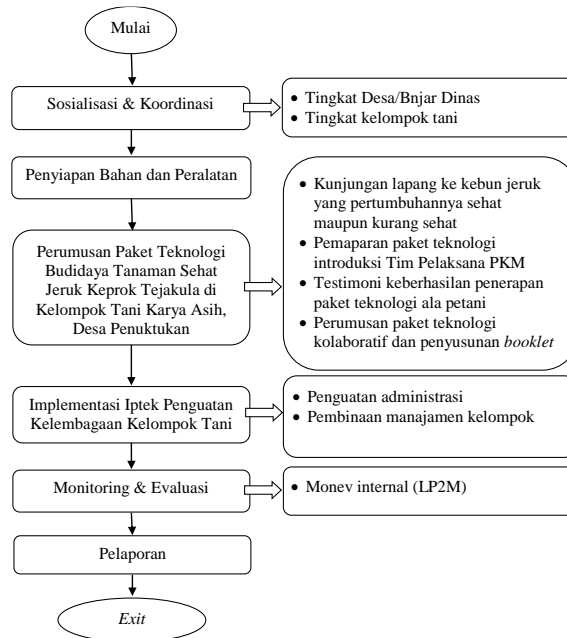 Mulai
Sosialisasi & Koordinasi
• Tingkat Desa/Bnjar Dinas
• Tingkat kelompok tani
Penyiapan Bahan dan Peralatan
Perumusan Paket Teknologi
Budidaya Tanaman Sehat
Jeruk Keprok Tejakula di
Kelompok Tani Karya Asih,
Desa Penuktukan
• Kunjungan lapang ke kebun jeruk
yang pertumbuhannya sehat
maupun kurang sehat
• Pemaparan paket teknologi
introduksi Tim Pelaksana PKM
• Testimoni keberhasilan penerapan
paket teknologi ala petani
• Perumusan paket teknologi
kolaboratif dan penyusunan booklet
Implementasi Iptek Penguatan
Kelembagaan Kelompok Tani
• Penguatan administrasi
• Pembinaan manajamen kelompok
Monitoring & Evaluasi
• Monev internal (LP2M)
Pelaporan
Exit